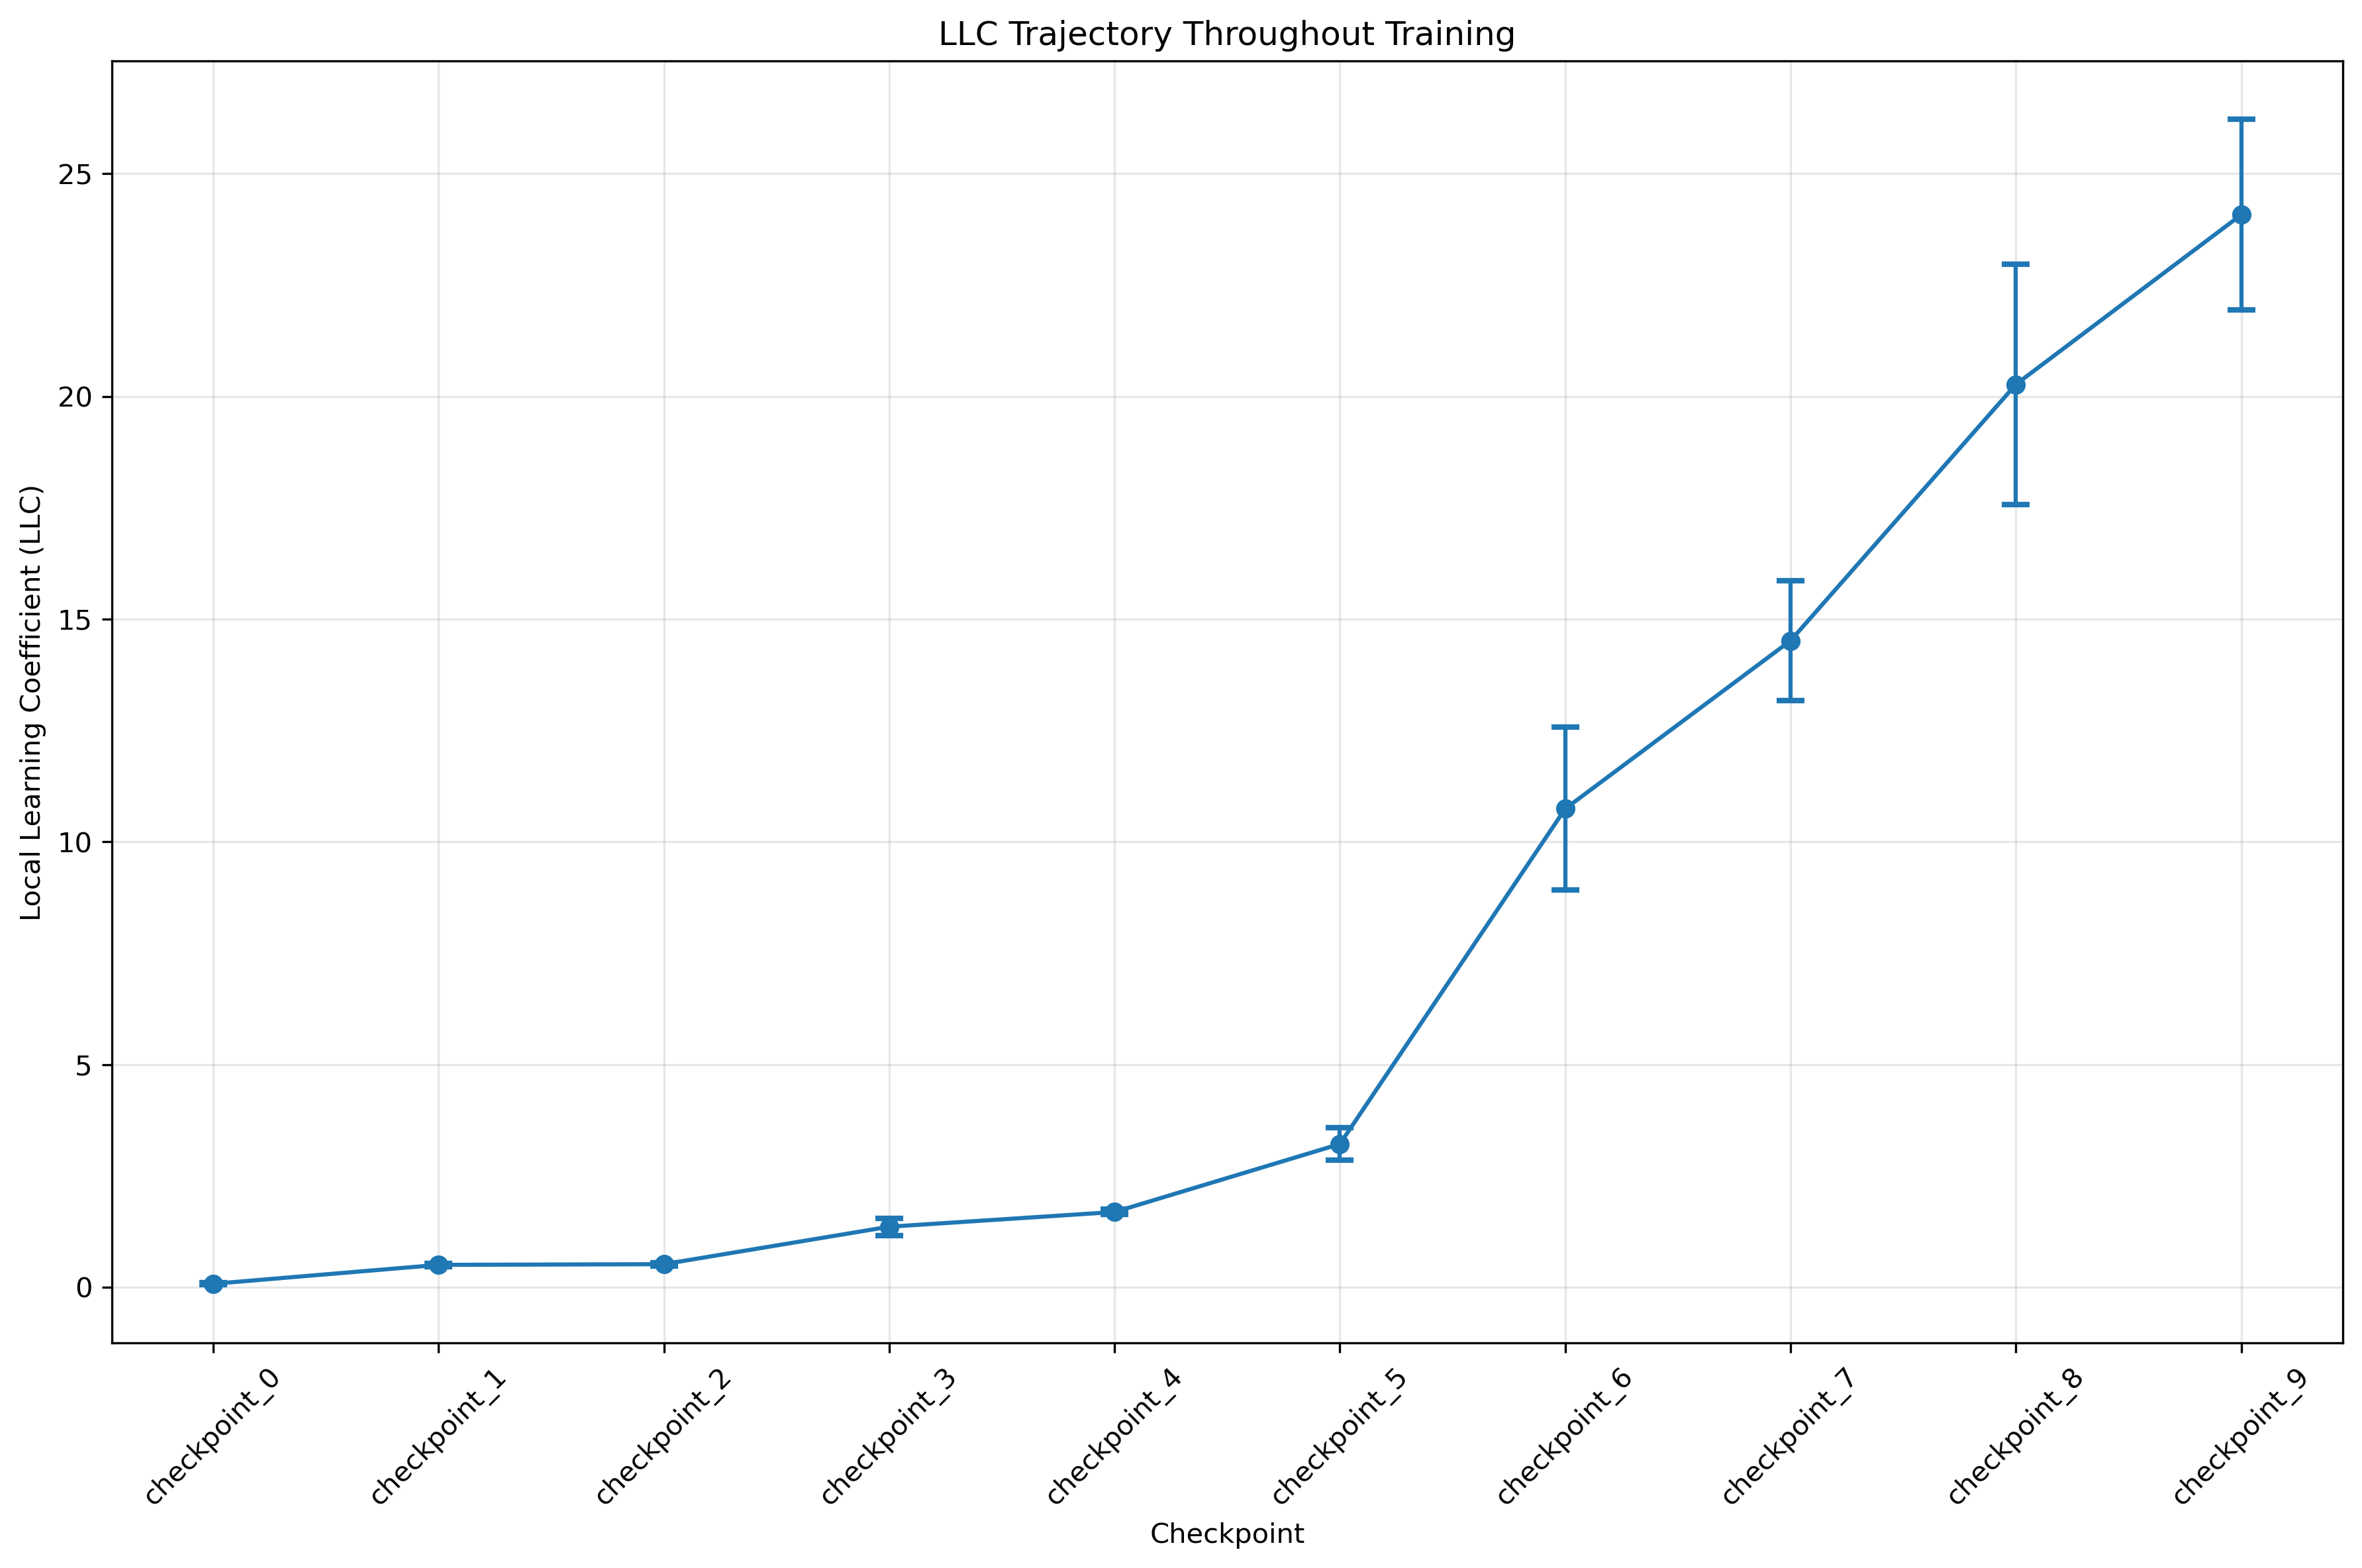 LLC Trajectory Throughout Training
Local Learning Coefficient (LLC)
25
20
15
10
5
0
checkpoint_0
checkpoint_1
checkpoint_2
checkpoint_3
checkpoint_4
checkpoint_5
checkpoint_6
checkpoint_7
checkpoint_8
checkpoint_9
Checkpoint